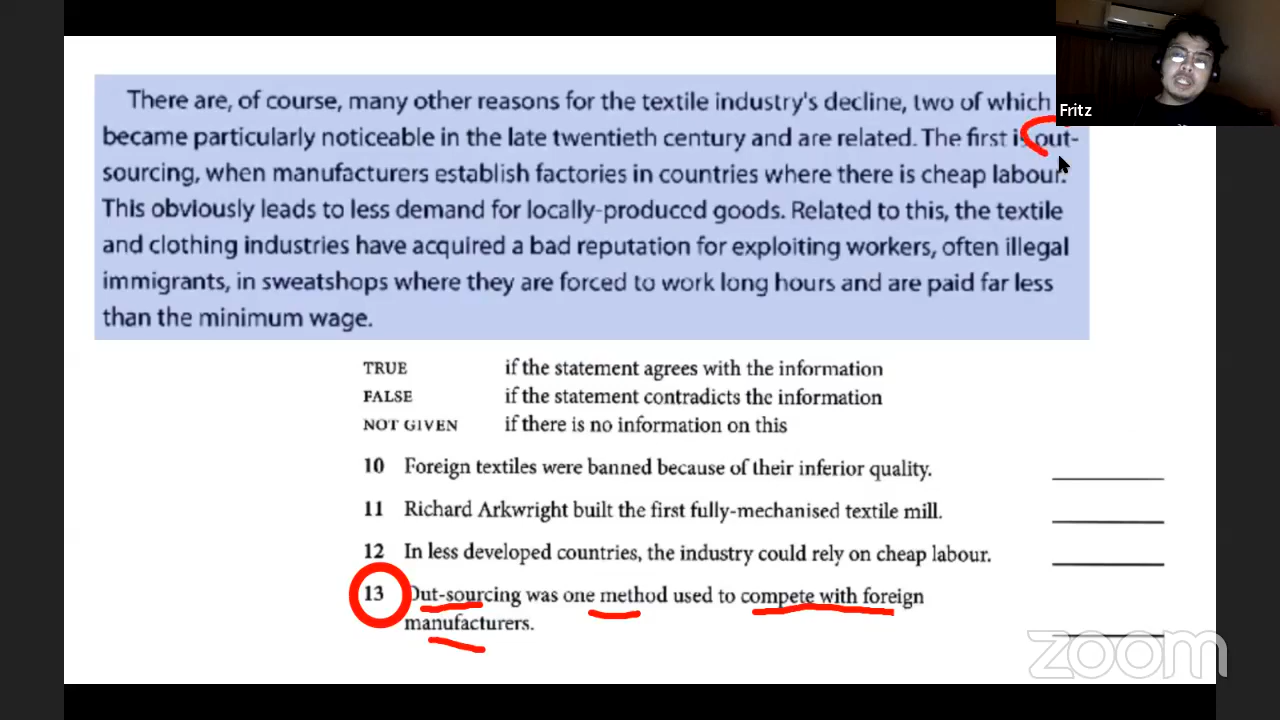 There are, of course, many other reasons for the textile industry's decline, two of which
became particularly noticeable in the late twentieth century and are related. The first is out-
sourcing, when manufacturers establish factories in countries where there is cheap labour.
This obviously leads to less demand for locally-produced goods. Related to this, the textile
and clothing industries have acquired a bad reputation for exploiting workers, often illegal
immigrants, in sweatshops where they are forced to work long hours and are paid far less
than the minimum wage.
Fritz
TRUE if the statement agrees with the information
FALSE if the statement contradicts the information
NOT GIVEN if there is no information on this
10 Foreign textiles were banned because of their inferior quality.
11 Richard Arkwright built the first fully-mechanised textile mill.
12 In less developed countries, the industry could rely on cheap labour.
13 Out-sourcing was one method used to compete with foreign
manufacturers.
zoom